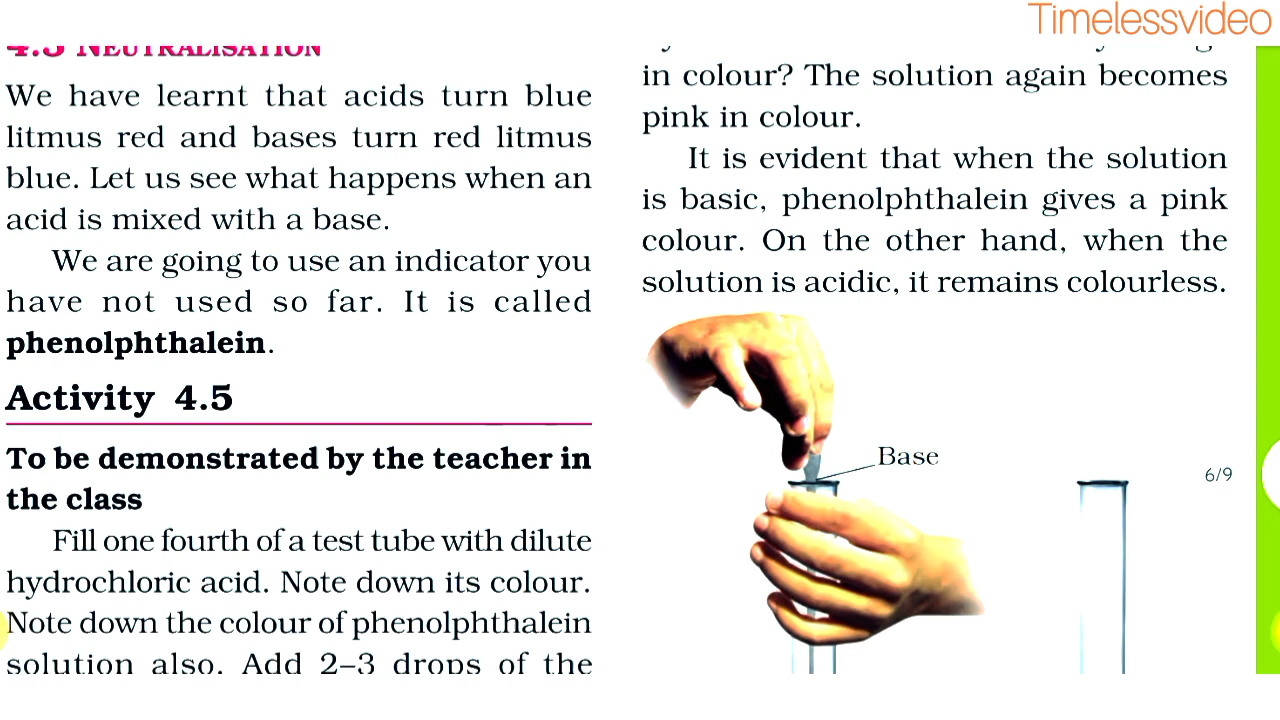 Timelessvideo
4.3 NEUTRALISATION
We have learnt that acids turn blue
litmus red and bases turn red litmus
blue. Let us see what happens when an
acid is mixed with a base.
We are going to use an indicator you
have not used so far. It is called
phenolphthalein.
Activity 4.5
To be demonstrated by the teacher in
the class
Fill one fourth of a test tube with dilute
hydrochloric acid. Note down its colour.
Note down the colour of phenolphthalein
solution also. Add 2–3 drops of the
in colour? The solution again becomes
pink in colour.
It is evident that when the solution
is basic, phenolphthalein gives a pink
colour. On the other hand, when the
solution is acidic, it remains colourless.
Base
6/9